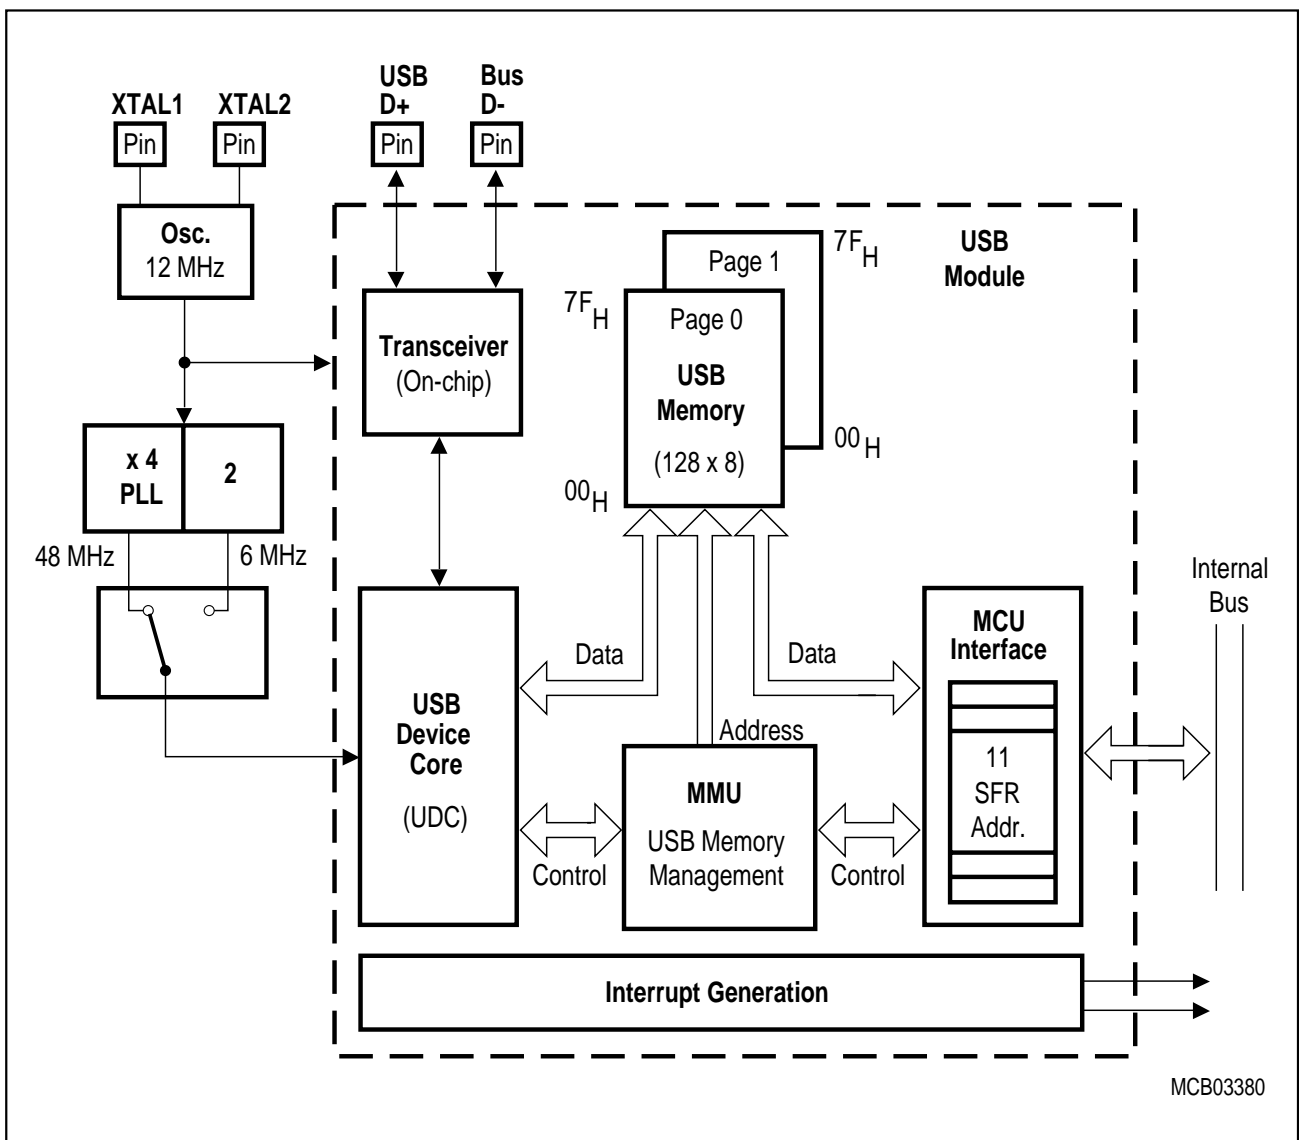 USB
D+
Bus
D-
XTAL1
XTAL2
Pin
Pin
Pin
Pin
Osc.
12 MHz
Transceiver
(On-chip)
7FH
Page 1
7FH
Page 0
USB
Memory
(128 x 8)
00H
00H
USB
Module
x 4
PLL
2
48 MHz
6 MHz
USB
Device
Core
(UDC)
Data
Data
Address
MMU
USB Memory
Management
Control
Control
MCU
Interface
11
SFR
Addr.
Internal
Bus
Interrupt Generation
MCB03380